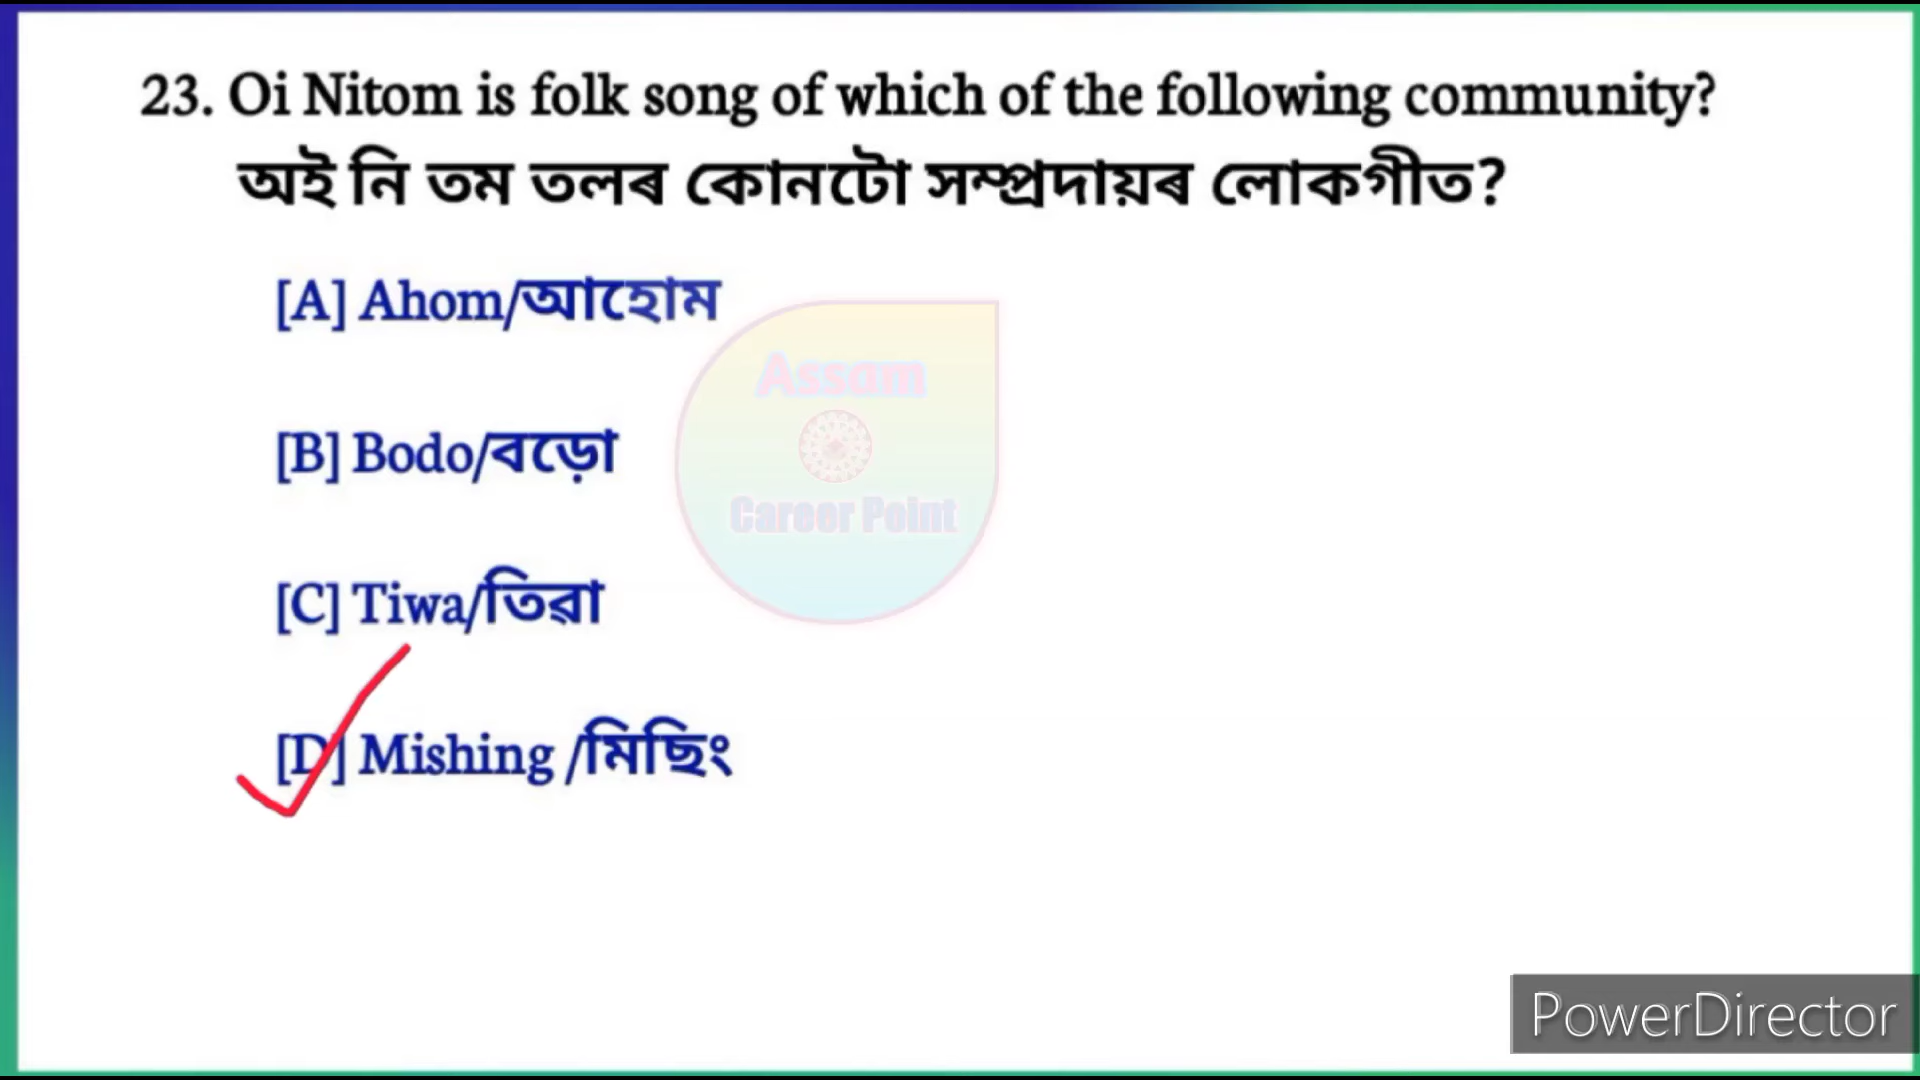 23. Oi Nitom is folk song of which of the following community?
অই নি তম তলৰ কোনটো সম্প্ৰদায়ৰ লোকগীত?
[A] Ahom/আহোম
[B] Bodo/বড়ো
[C] Tiwa/তিৱা
[D] Mishing /মিছিং
Assam
Career Point
PowerDirector